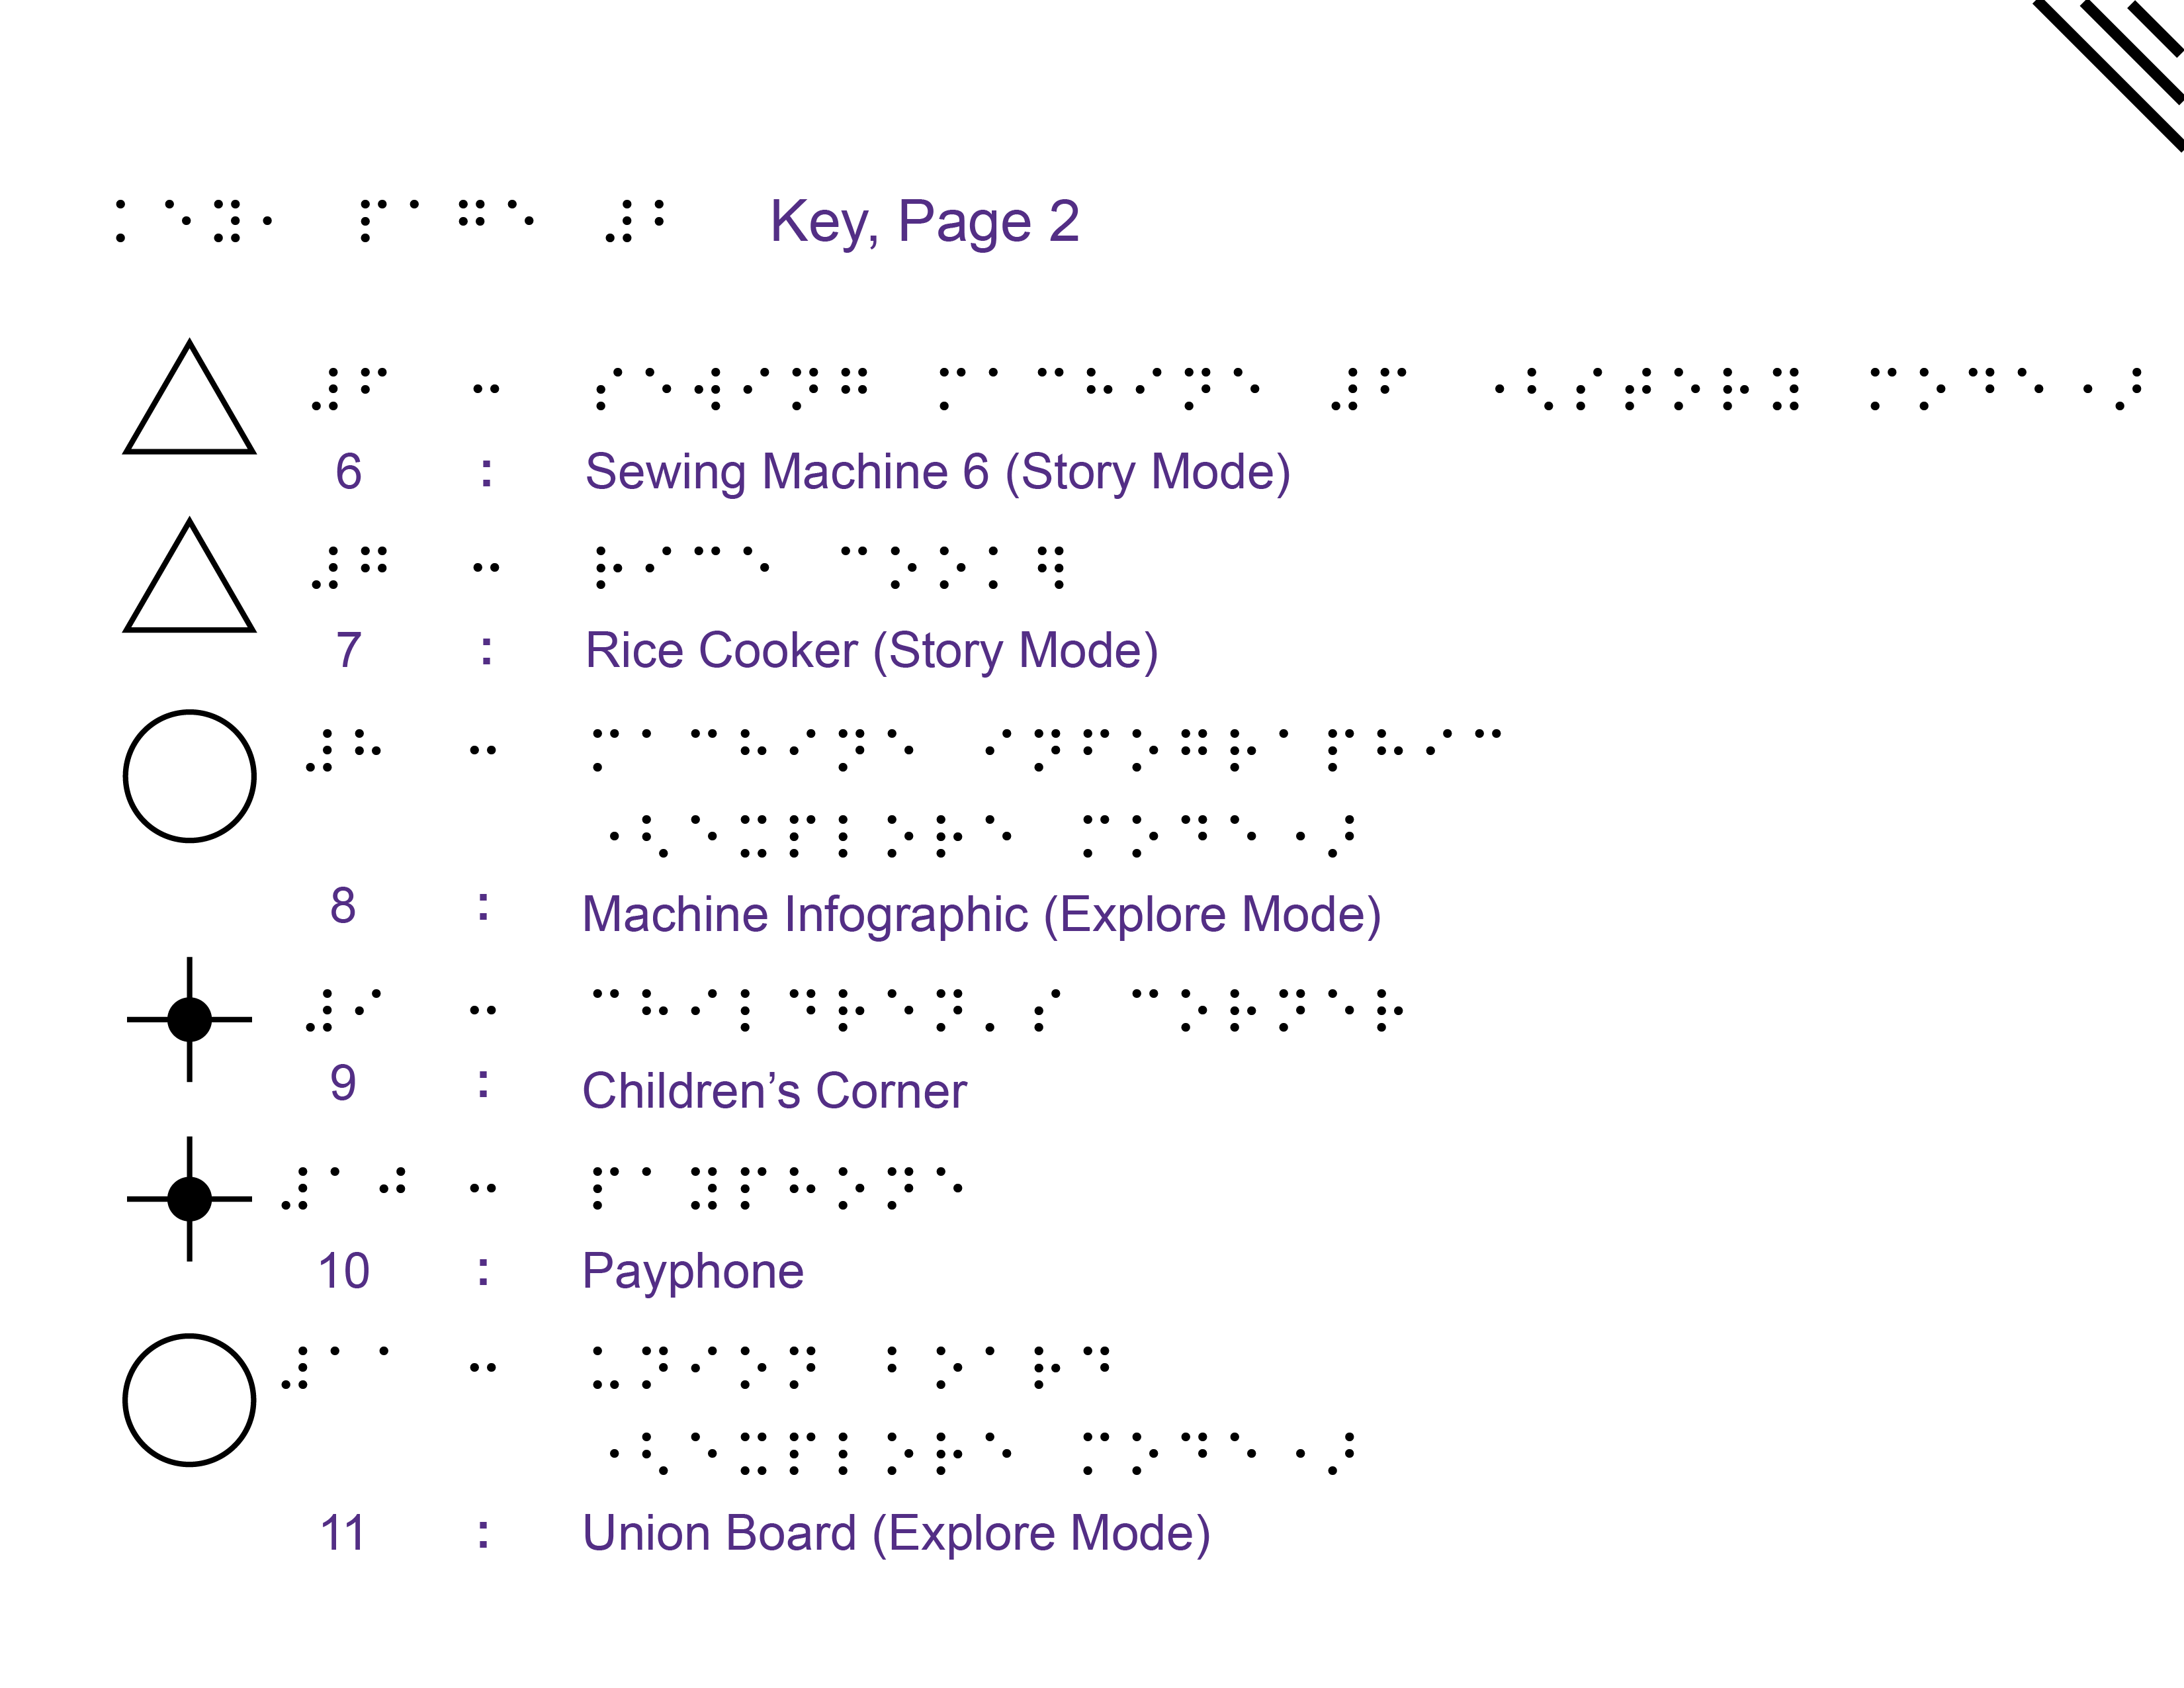 ⠅⠑⠽⠂ ⠏⠁⠛⠑ ⠼⠃ Key, Page 2
⠼⠋ ⠒ ⠎⠑⠺⠊⠝⠛ ⠍⠁⠉⠓⠊⠝⠑ ⠼⠋ ⠐⠣⠎⠞⠕⠗⠽ ⠍⠕⠙⠑⠐⠜
6 : Sewing Machine 6 (Story Mode)
⠼⠛ ⠒ ⠗⠊⠉⠑ ⠉⠕⠕⠅⠻
7 : Rice Cooker (Story Mode)
⠼⠓ ⠒ ⠍⠁⠉⠓⠊⠝⠑ ⠊⠝⠋⠕⠛⠗⠁⠏⠓⠊⠉
⠐⠣⠑⠭⠏⠇⠕⠗⠑ ⠍⠕⠙⠑⠐⠜
8 : Machine Infographic (Explore Mode)
⠼⠊ ⠒ ⠉⠓⠊⠇⠙⠗⠑⠝⠄⠎ ⠉⠕⠗⠝⠑⠗
9 : Children’s Corner
⠼⠁⠚ ⠒ ⠏⠁⠽⠏⠓⠕⠝⠑
10 : Payphone
⠼⠁⠁ ⠒ ⠥⠝⠊⠕⠝ ⠃⠕⠁⠗⠙
⠐⠣⠑⠭⠏⠇⠕⠗⠑ ⠍⠕⠙⠑⠐⠜
11 : Union Board (Explore Mode)